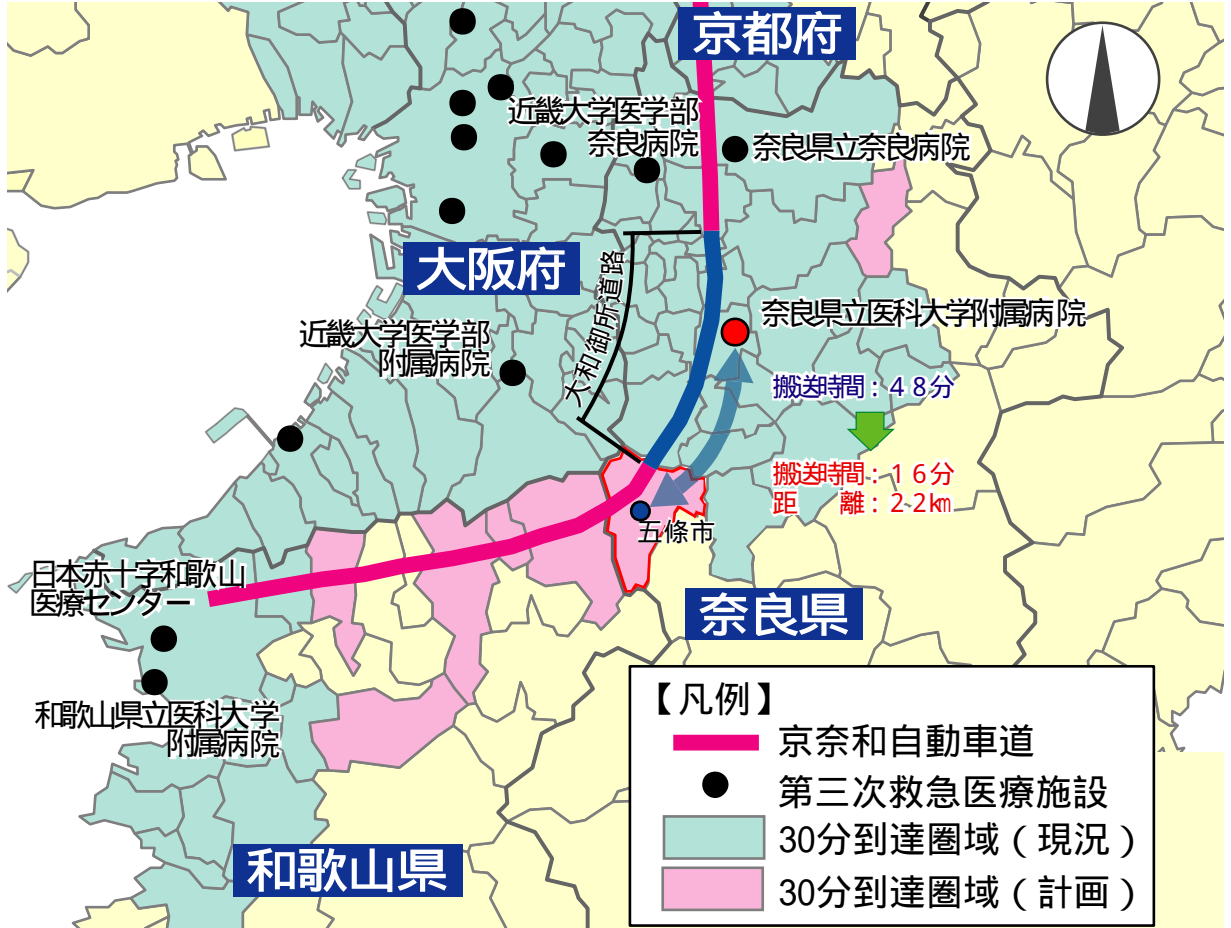 京都府
近畿大学医学部
奈良病院
奈良県立奈良病院
大阪府
大和御所道路
奈良県立医科大学附属病院
近畿大学医学部
附属病院
搬送時間：48分
搬送時間：16分
距　離：22km
五條市
日本赤十字和歌山
医療センター
奈良県
和歌山県立医科大学
附属病院
和歌山県
【凡例】
京奈和自動車道
第三次救急医療施設
30分到達圏域（現況）
30分到達圏域（計画）